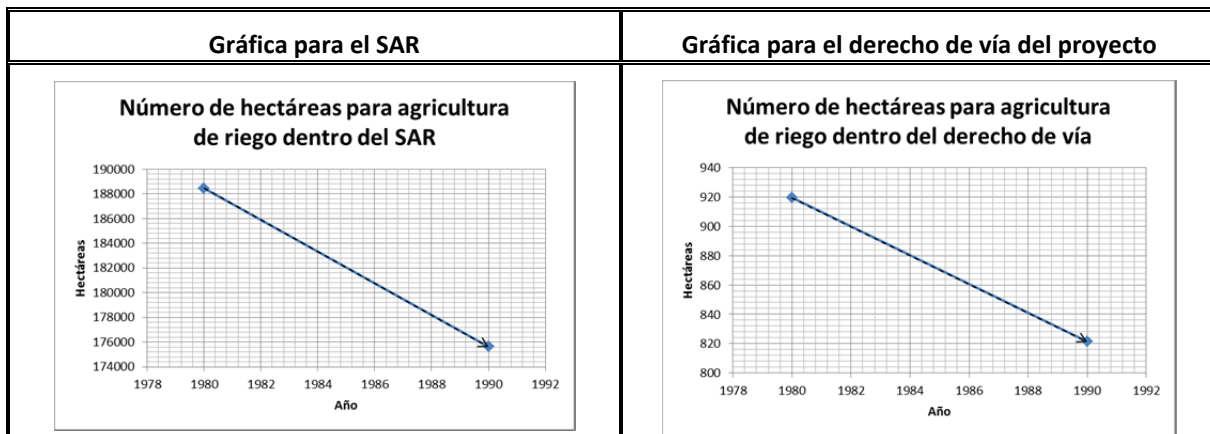 Gráfica para el SAR
Gráfica para el derecho de vía del proyecto
Número de hectáreas para agricultura
de riego dentro del SAR
190000
188000
186000
184000
182000
180000
178000
176000
174000
Hectáreas
1978 1980 1982 1984 1986 1988 1990 1992
Año
Número de hectáreas para agricultura
de riego dentro del derecho de vía
940
920
900
880
860
840
820
800
Hectáreas
1978 1980 1982 1984 1986 1988 1990 1992
Año